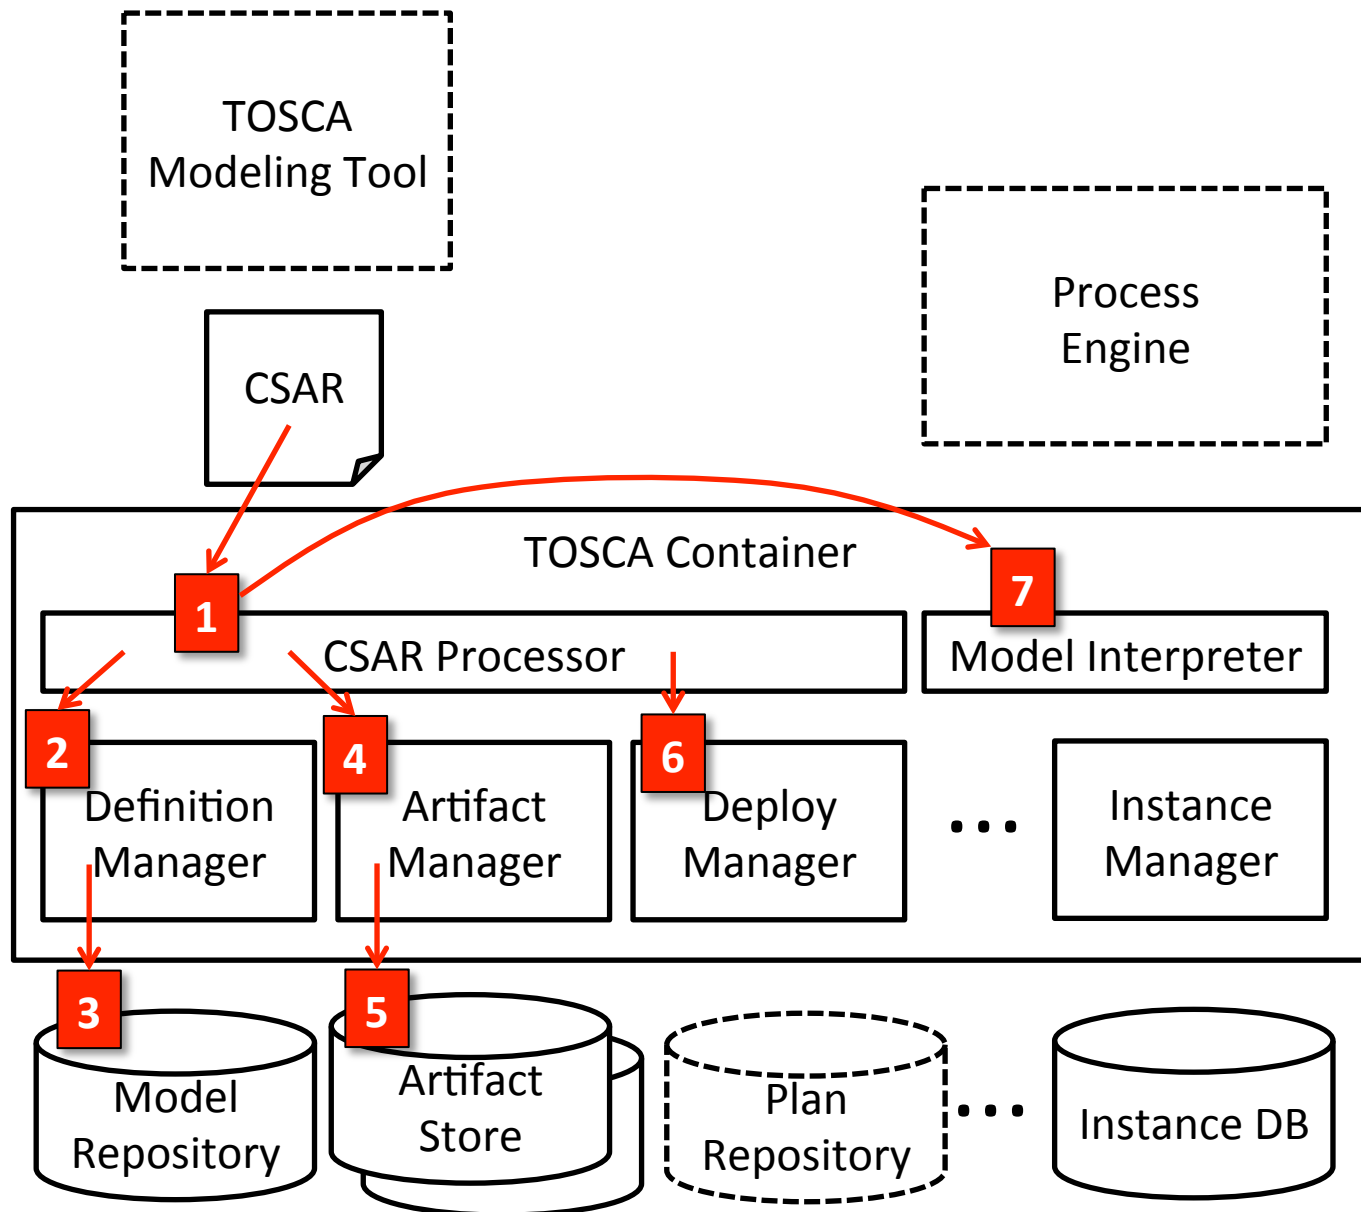 TOSCA
Modeling Tool
Process
Engine
CSAR
TOSCA Container
1
7
CSAR Processor
Model Interpreter
2
4
6
Definition
Manager
Artifact
Manager
Deploy
Manager
...
Instance
Manager
3
5
Model
Repository
Artifact
Store
Plan
Repository
...
Instance DB